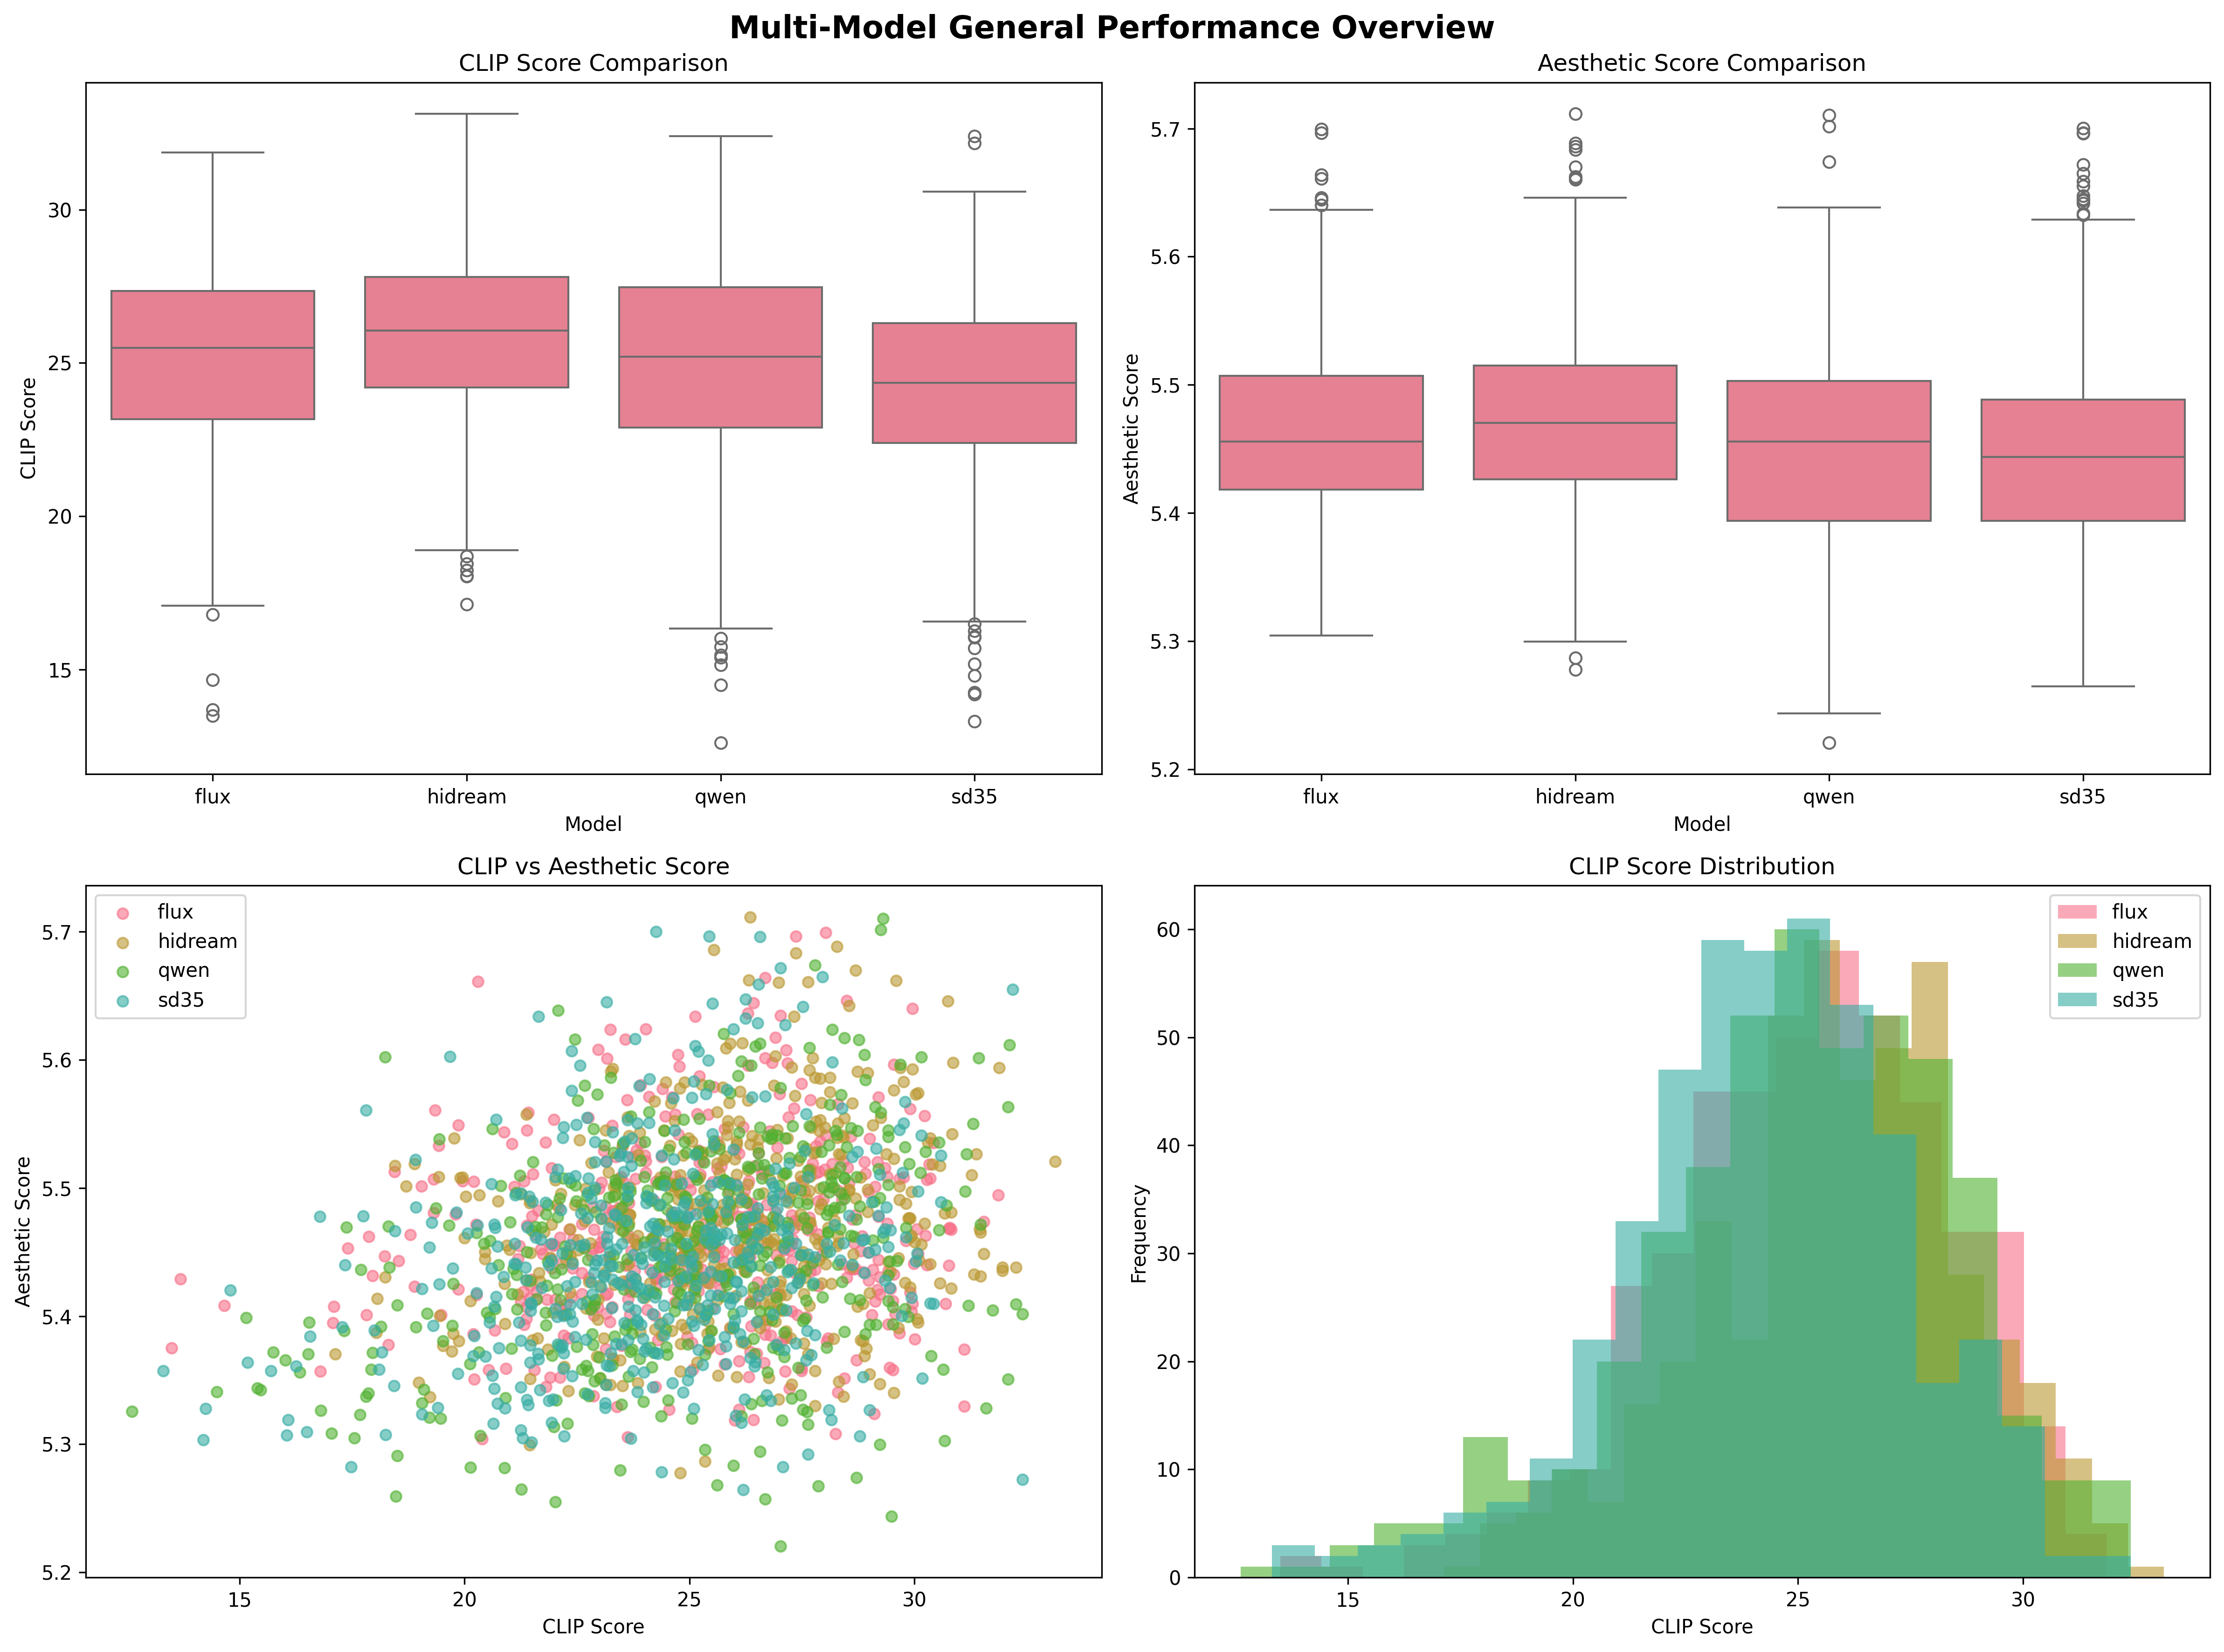 Multi-Model General Performance Overview
CLIP Score Comparison
CLIP Score
30
25
20
15
flux hidream qwen sd35
Model
Aesthetic Score Comparison
Aesthetic Score
5.7
5.6
5.5
5.4
5.3
5.2
flux hidream qwen sd35
Model
CLIP vs Aesthetic Score
flux
hidream
qwen
sd35
Aesthetic Score
5.7
5.6
5.5
5.4
5.3
5.2
15 20 25 30
CLIP Score
CLIP Score Distribution
flux
hidream
qwen
sd35
Frequency
60
50
40
30
20
10
0
15 20 25 30
CLIP Score